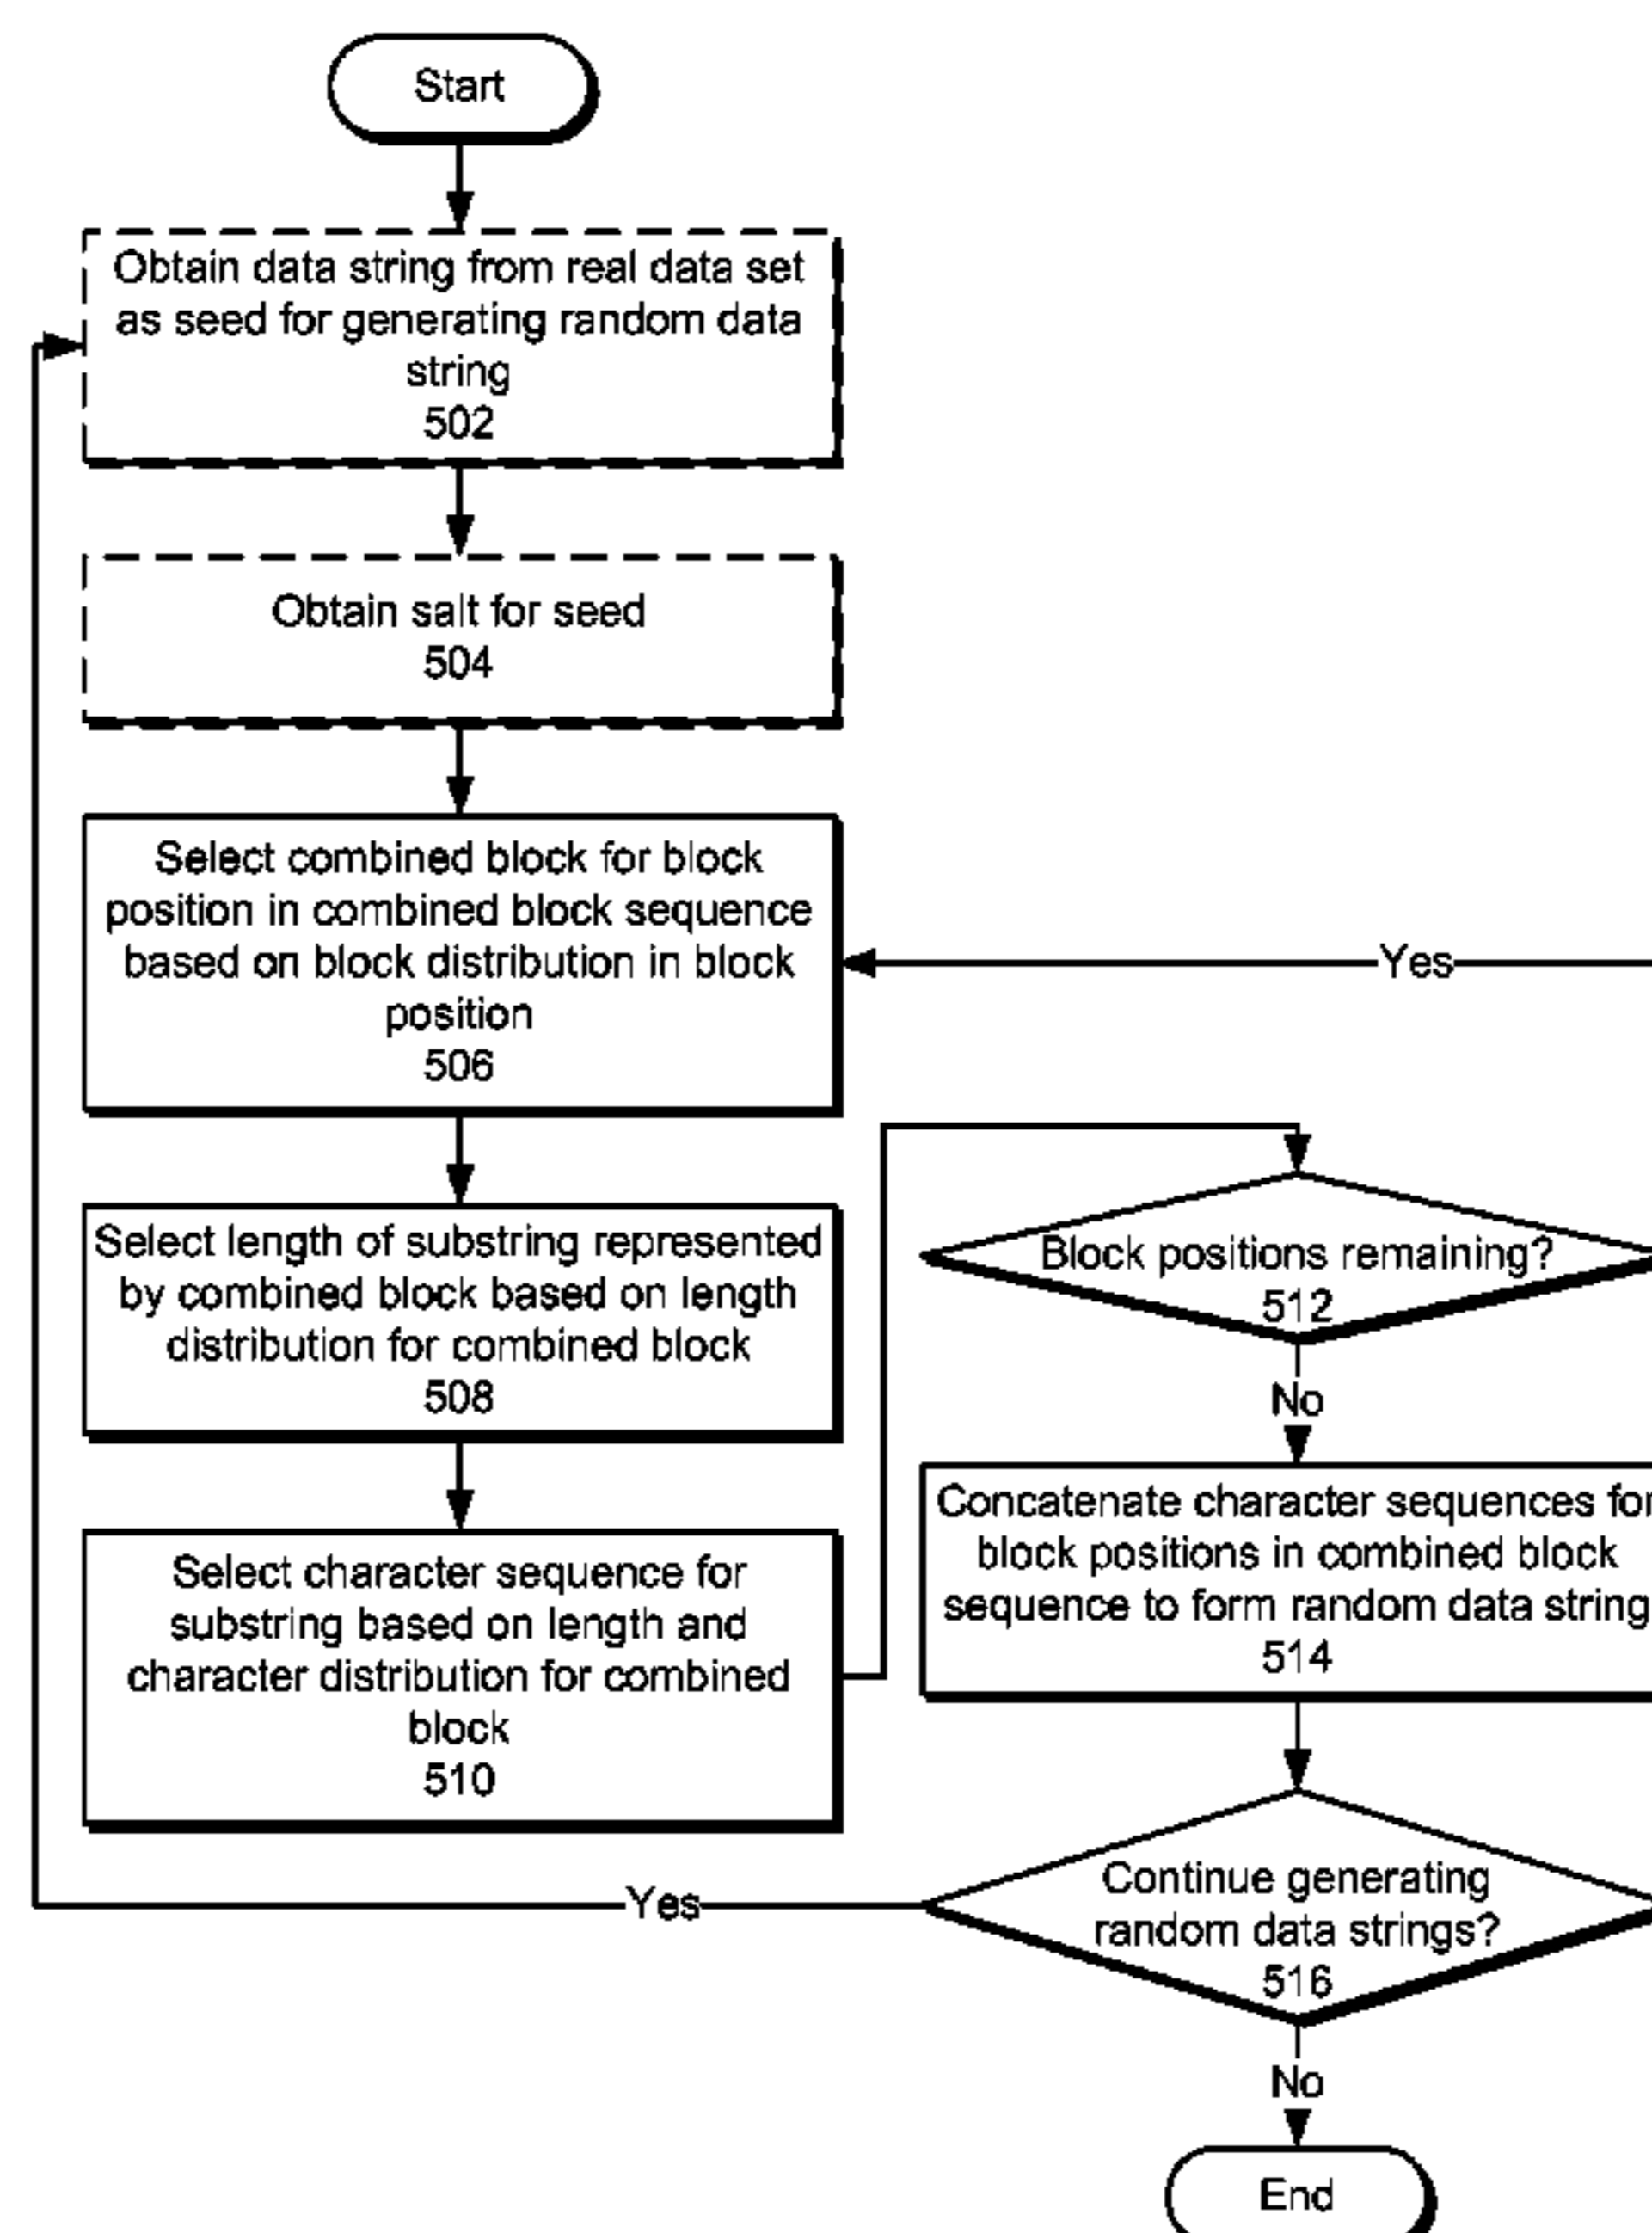 Start
Obtain data string from real data set
as seed for generating random data
string
502
Obtain salt for seed
504
Select combined block for block
position in combined block sequence
based on block distribution in block
position
506
Yes
Select length of substring represented
by combined block based on length
distribution for combined block
508
Select character sequence for
substring based on length and
character distribution for combined
block
510
Block positions remaining?
512
No
Concatenate character sequences for
block positions in combined block
sequence to form random data string
514
Continue generating
random data strings?
516
Yes
No
End